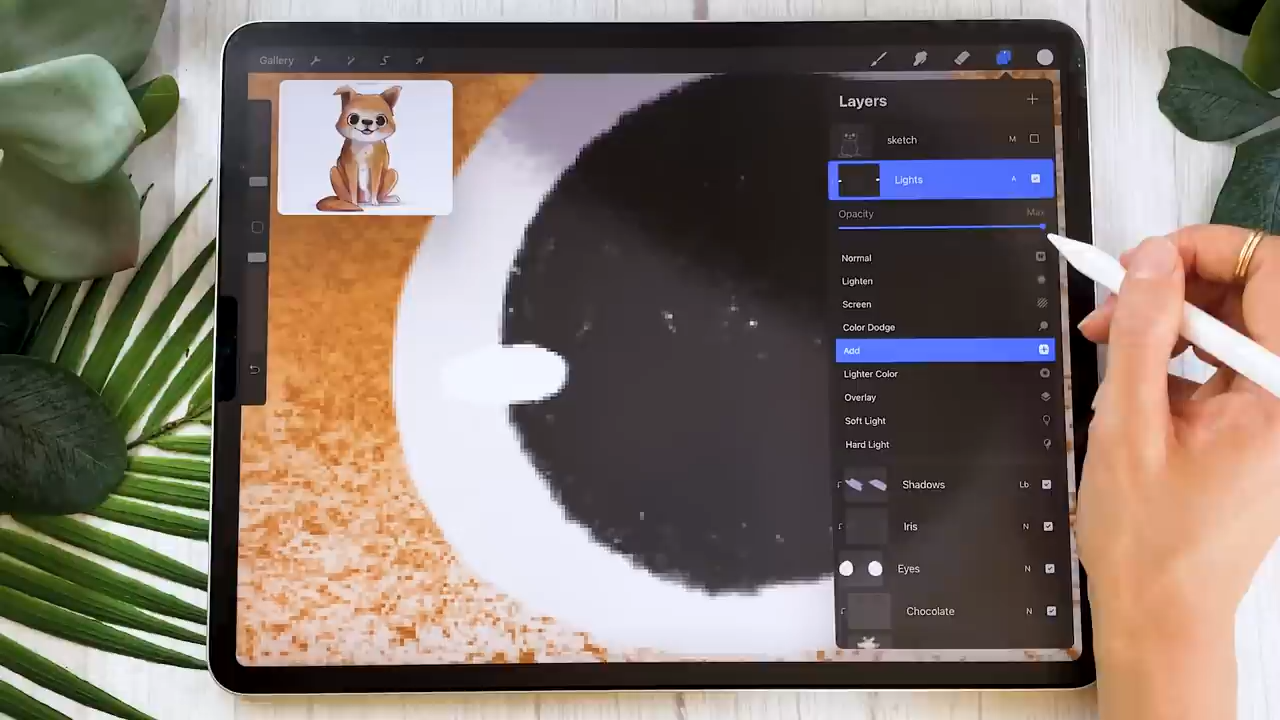 Gallery
Layers
sketch M
Lights A
Opacity Max
Normal
Lighten
Screen
Color Dodge
Add
Lighter Color
Overlay
Soft Light
Hard Light
Shadows Lb
Iris N
Eyes N
Chocolate N